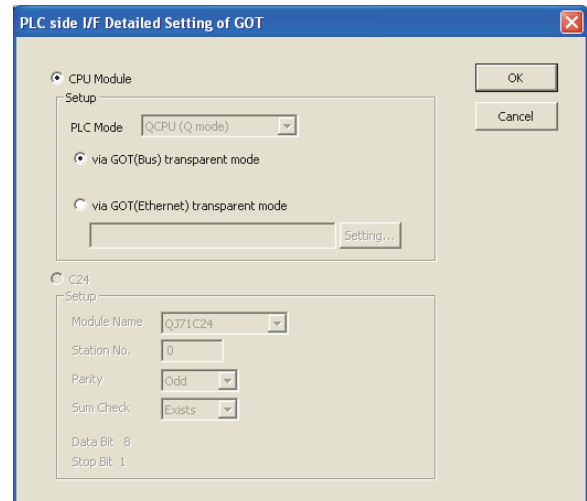 PLC side I/F Detailed Setting of GOT
CPU Module
OK
Setup
Cancel
PLC Mode QCPU (Q mode)
via GOT(Bus) transparent mode
via GOT(Ethernet) transparent mode
Setting...
C24
Setup
Module Name QJ71C24
Station No. 0
Parity Odd
Sum Check Exists
Data Bit 8
Stop Bit 1